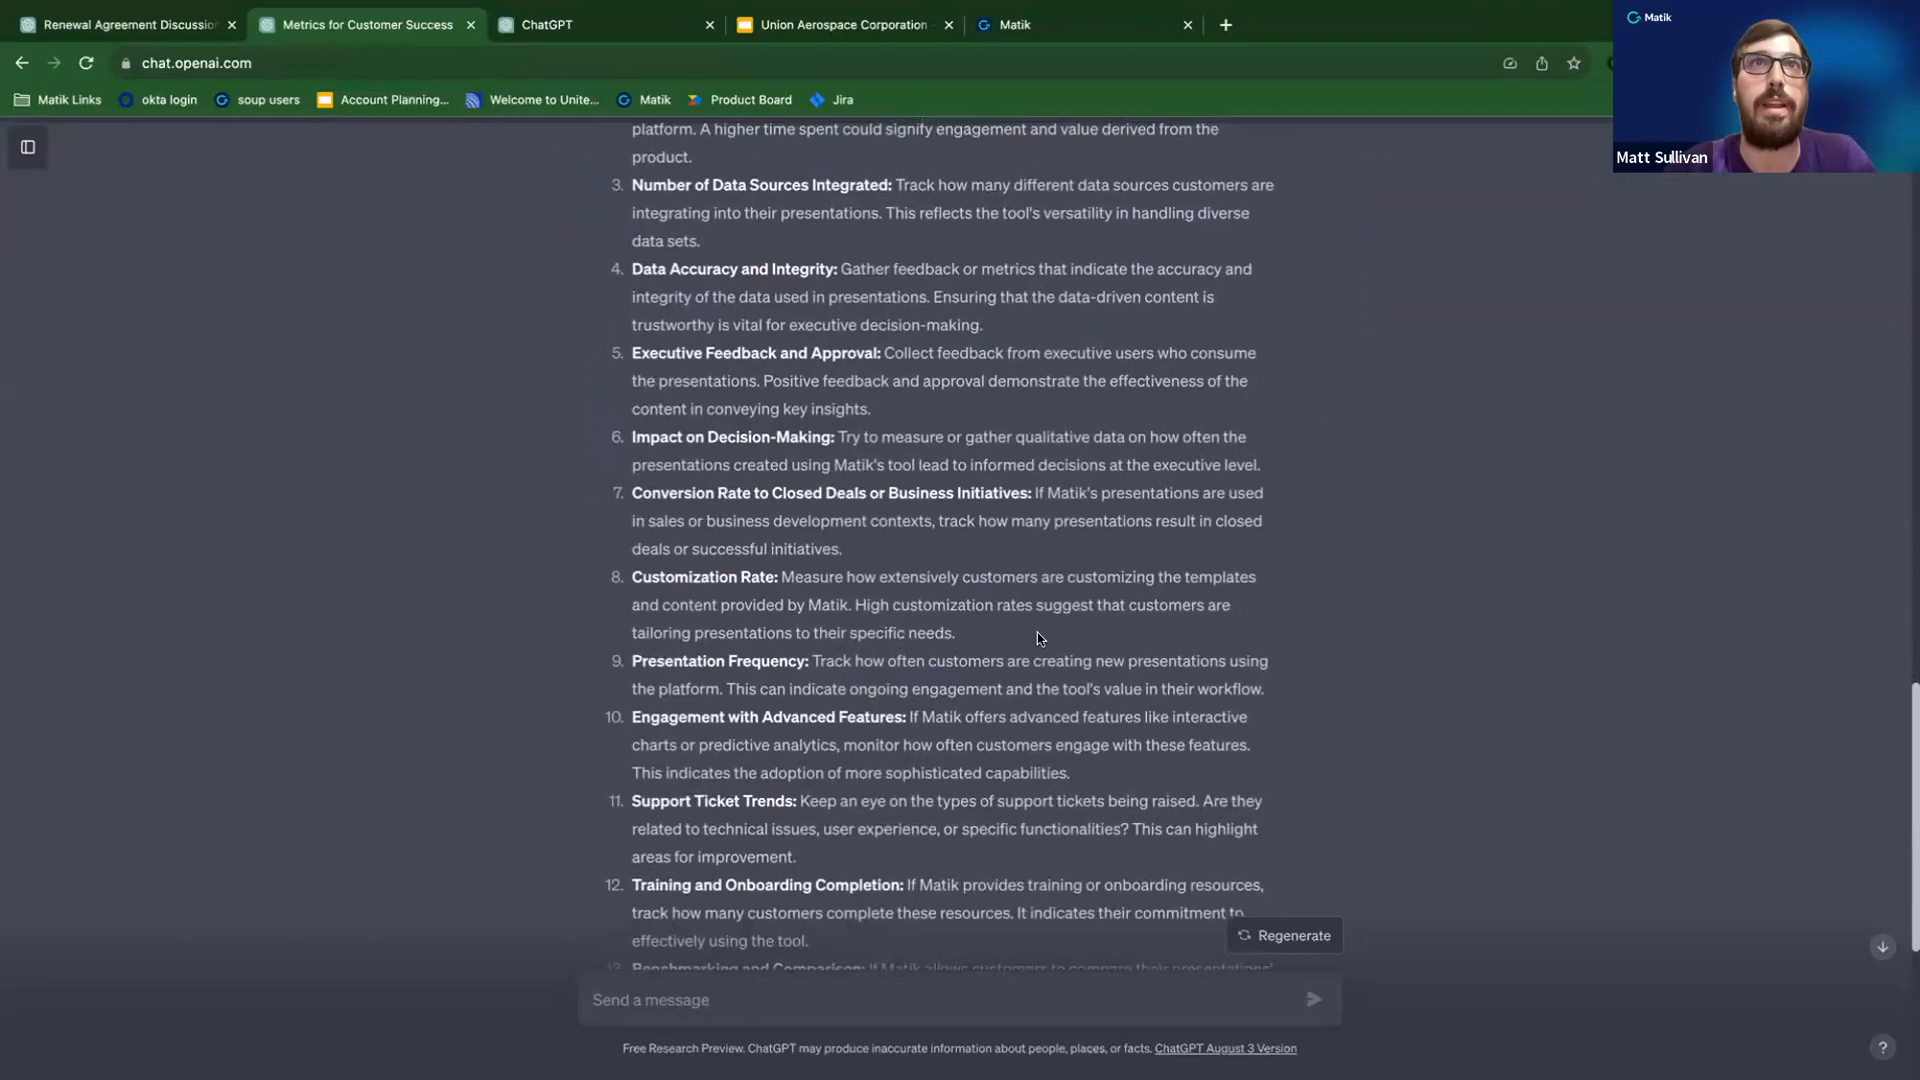 Renewal Agreement Discussio
Metrics for Customer Success
ChatGPT
Union Aerospace Corporation
Matik
Matik
chat.openai.com
Matik Links
okta login
soup users
Account Planning...
Welcome to Unite...
Matik
Product Board
Jira
Matt Sullivan
platform. A higher time spent could signify engagement and value derived from the
product.
3. Number of Data Sources Integrated: Track how many different data sources customers are
integrating into their presentations. This reflects the tool's versatility in handling diverse
data sets.
4. Data Accuracy and Integrity: Gather feedback or metrics that indicate the accuracy and
integrity of the data used in presentations. Ensuring that the data-driven content is
trustworthy is vital for executive decision-making.
5. Executive Feedback and Approval: Collect feedback from executive users who consume
the presentations. Positive feedback and approval demonstrate the effectiveness of the
content in conveying key insights.
6. Impact on Decision-Making: Try to measure or gather qualitative data on how often the
presentations created using Matik's tool lead to informed decisions at the executive level.
7. Conversion Rate to Closed Deals or Business Initiatives: If Matik's presentations are used
in sales or business development contexts, track how many presentations result in closed
deals or successful initiatives.
8. Customization Rate: Measure how extensively customers are customizing the templates
and content provided by Matik. High customization rates suggest that customers are
tailoring presentations to their specific needs.
9. Presentation Frequency: Track how often customers are creating new presentations using
the platform. This can indicate ongoing engagement and the tool's value in their workflow.
10. Engagement with Advanced Features: If Matik offers advanced features like interactive
charts or predictive analytics, monitor how often customers engage with these features.
This indicates the adoption of more sophisticated capabilities.
11. Support Ticket Trends: Keep an eye on the types of support tickets being raised. Are they
related to technical issues, user experience, or specific functionalities? This can highlight
areas for improvement.
12. Training and Onboarding Completion: If Matik provides training or onboarding resources,
track how many customers complete these resources. It indicates their commitment to
effectively using the tool.
Regenerate
13. Benchmarking and Comparison: If Matik allows customers to compare their presentations'
Send a message
Free Research Preview. ChatGPT may produce inaccurate information about people, places, or facts. ChatGPT August 3 Version
?